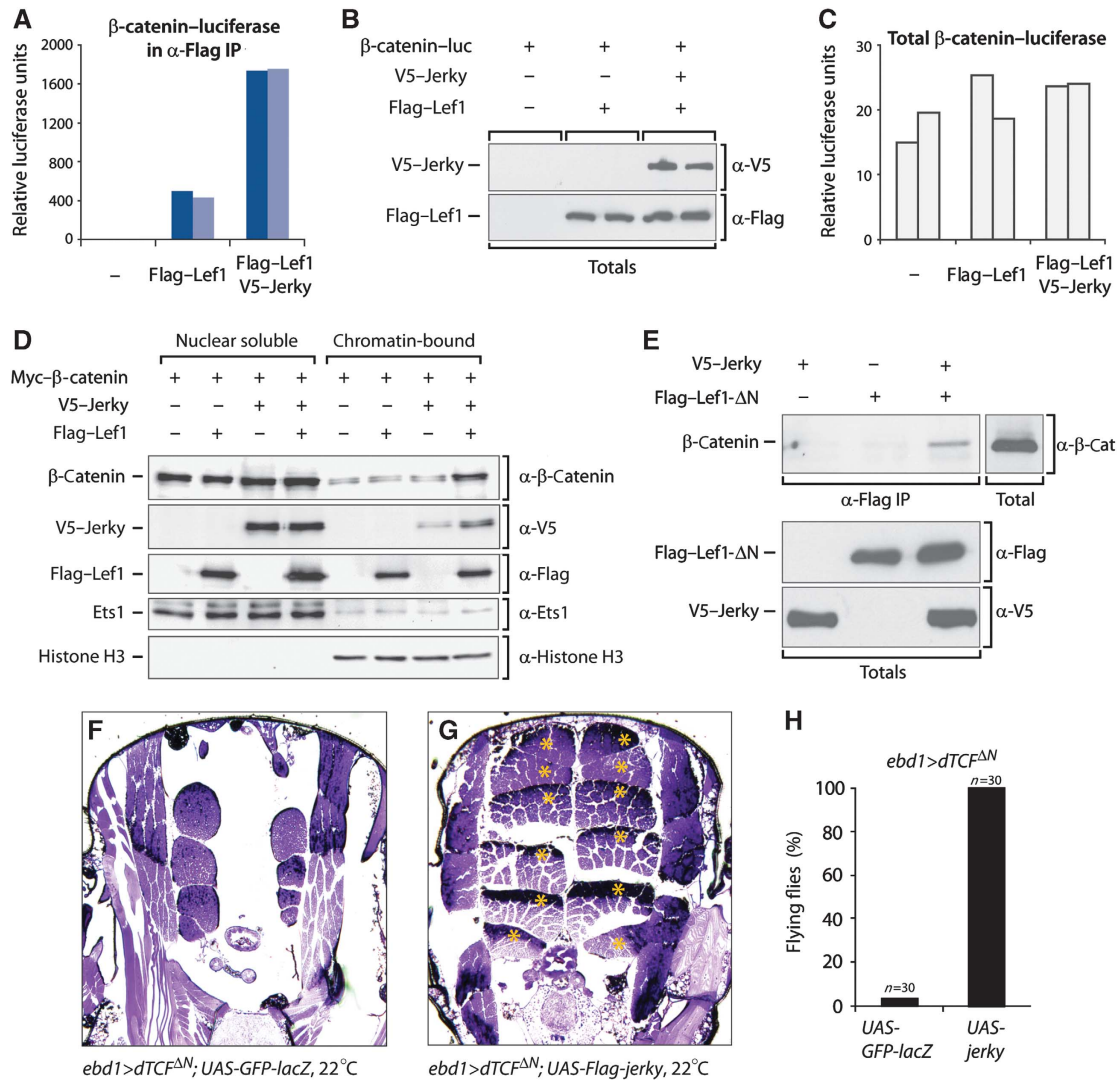 A
β-catenin–luciferase
in α-Flag IP
Relative luciferase units
2000
1600
1200
800
400
0
–
Flag–Lef1
Flag–Lef1
V5–Jerky
B
β-catenin–luc + + +
V5–Jerky +
Flag–Lef1 – + +
V5–Jerky –
α-V5
Flag–Lef1 –
α-Flag
Totals
C
Total β-catenin–luciferase
Relative luciferase units
30
20
10
0
–
Flag–Lef1
Flag–Lef1
V5–Jerky
D
Nuclear soluble
Chromatin-bound
Myc–β-catenin + + + + + + + +
V5–Jerky – – + + – – + +
Flag–Lef1 – + – + – + – +
β-Catenin –
α-β-Catenin
V5–Jerky –
α-V5
Flag–Lef1 –
α-Flag
Ets1 –
α-Ets1
Histone H3 –
α-Histone H3
E
V5–Jerky + – +
Flag–Lef1-ΔN – + +
β-Catenin –
α-β-Cat
α-Flag IP
Total
Flag–Lef1-ΔN –
α-Flag
V5–Jerky –
α-V5
Totals
F
ebd1>dTCF^ΔN; UAS-GFP-lacZ, 22°C
G
* *
* *
* *
* *
* *
* *
ebd1>dTCF^ΔN; UAS-Flag-jerky, 22°C
H
ebd1>dTCF^ΔN
n=30
Flying flies (%)
100
80
60
40
20
0
n=30
UAS-
GFP-lacZ
UAS-
jerky